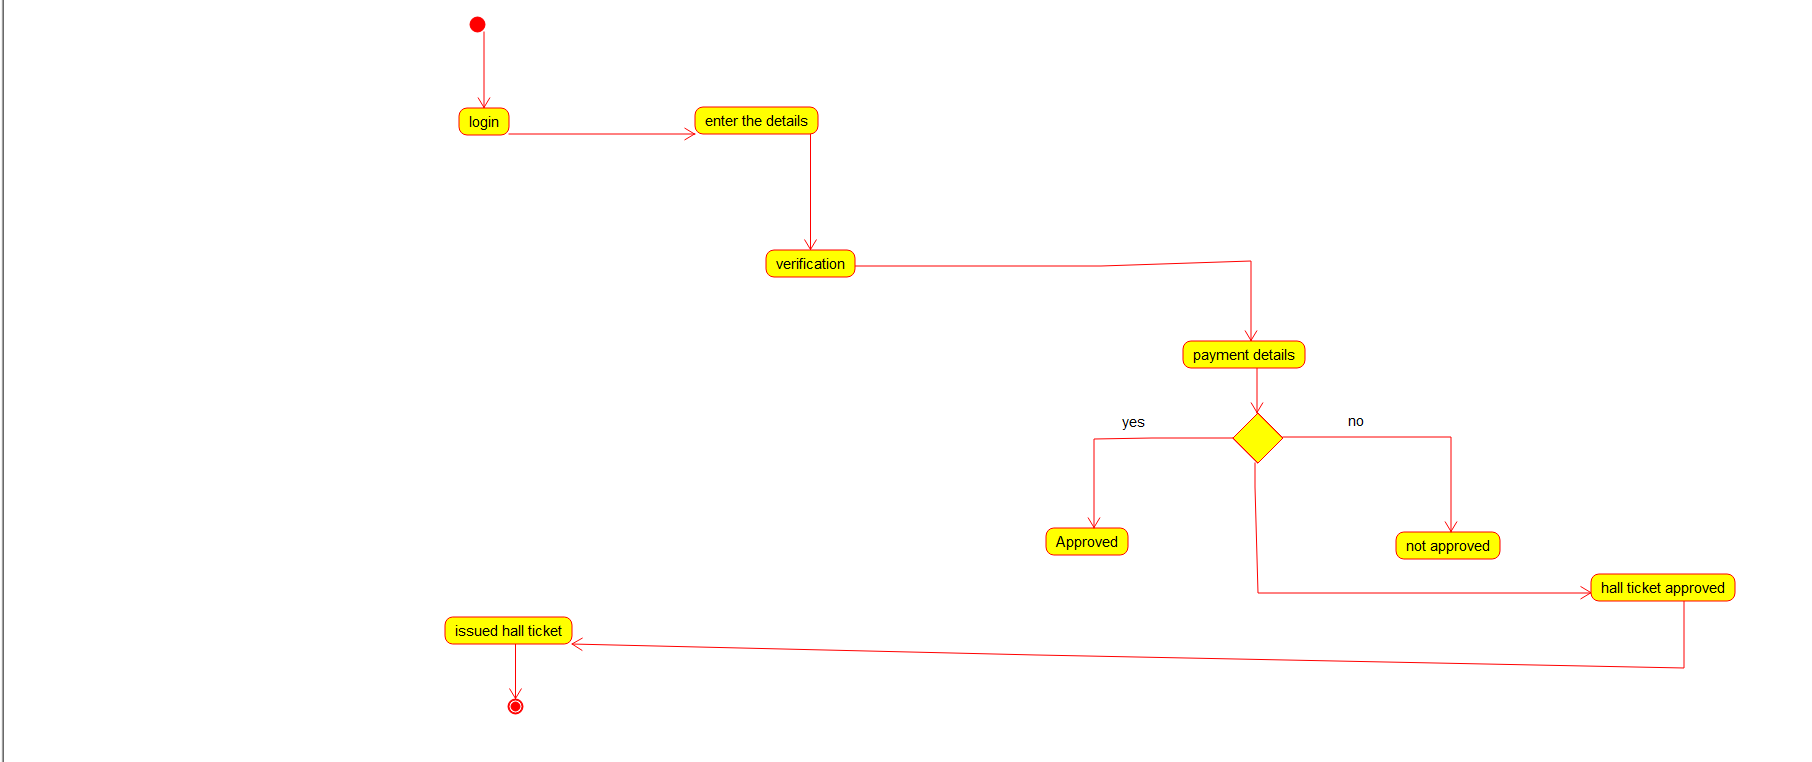 login
enter the details
verification
payment details
yes
no
Approved
not approved
hall ticket approved
issued hall ticket